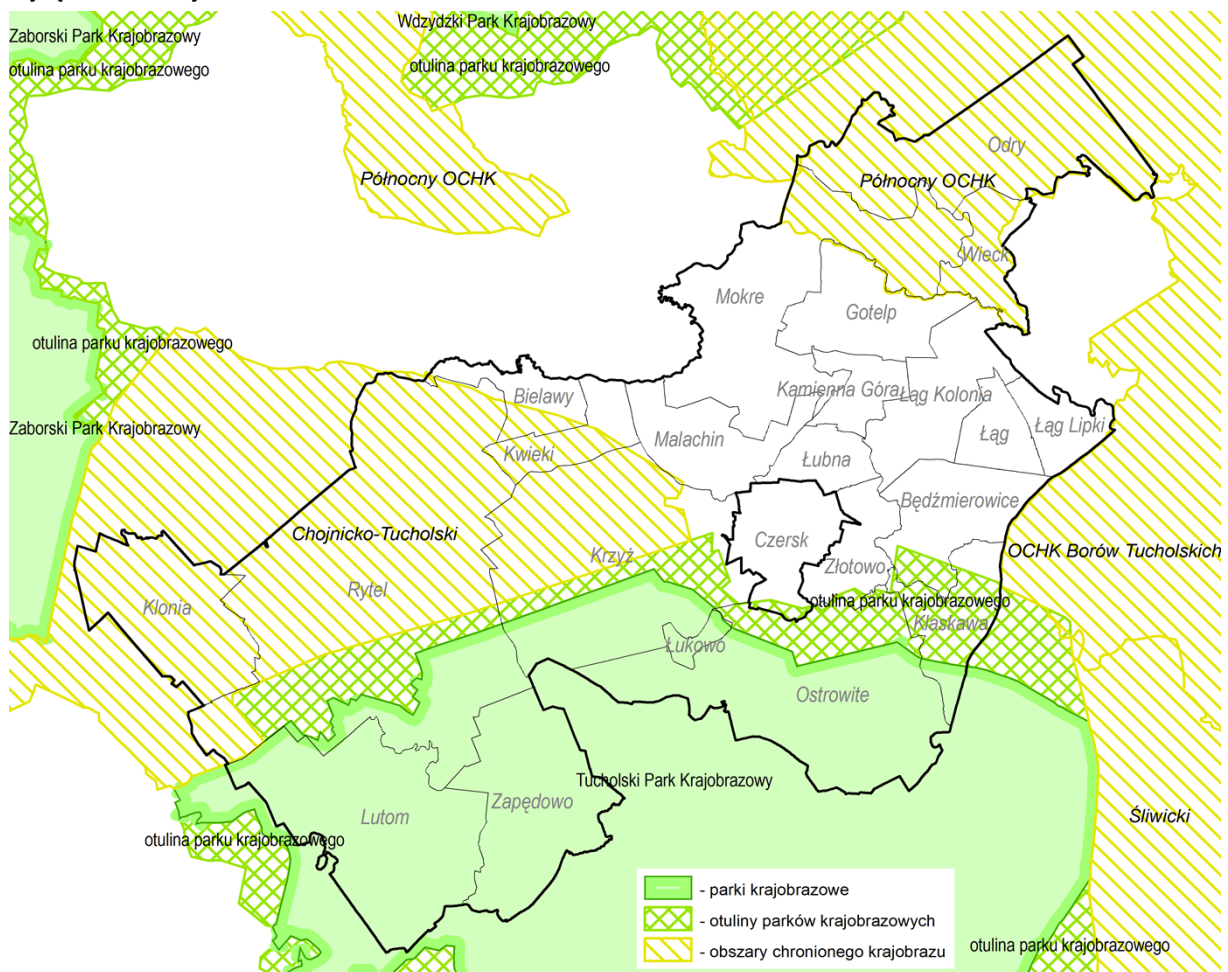 Wdzydzki Park Krajobrazowy
Zaborski Park Krajobrazowy
otulina parku krajobrazowego
otulina parku krajobrazowego
Odry
Północny OCHK
Północny OCHK
Wieck
Mokre
Gotelp
otulina parku krajobrazowego
Bielawy
Kamienna Góra
Łąg Kolonia
Zaborski Park Krajobrazowy
Malachin
Łąg
Łąg Lipki
Kwieki
Łubna
Będźmierowice
Chojnicko-Tucholski
Czersk
OCHK Borów Tucholskich
Krzyż
Złotowo
Rytel
Klonia
otulina parku krajobrazowego
Klaskawa
Łukowo
Ostrowite
Tucholski Park Krajobrazowy
Zapędowo
Lutom
Śliwicki
otulina parku krajobrazowego
- parki krajobrazowe
- otuliny parków krajobrazowych
- obszary chronionego krajobrazu
otulina parku krajobrazowego